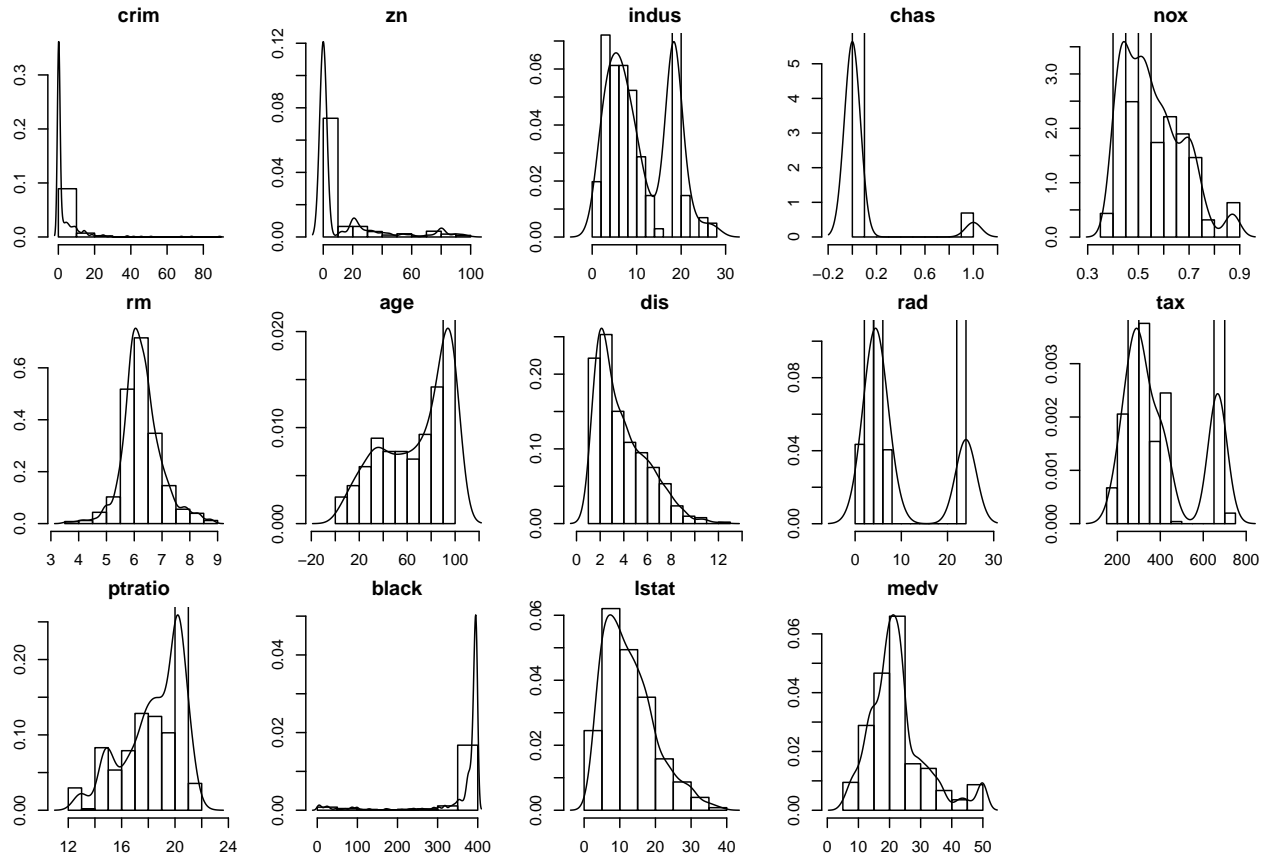 crim
0.0 0.1 0.2 0.3
0 20 40 60 80
zn
0.00 0.04 0.08 0.12
0 20 60 100
indus
0.00 0.02 0.04 0.06
0 10 20 30
chas
0 1 2 3 4 5
−0.2 0.2 0.6 1.0
nox
0.0 1.0 2.0 3.0
0.3 0.5 0.7 0.9
rm
0.0 0.2 0.4 0.6
3 4 5 6 7 8 9
age
0.000 0.010 0.020
−20 20 60 100
dis
0.00 0.10 0.20
0 2 4 6 8 12
rad
0.00 0.04 0.08
0 10 20 30
tax
0.000 0.001 0.002 0.003
200 400 600 800
ptratio
0.00 0.10 0.20
12 16 20 24
black
0.00 0.02 0.04
0 100 200 300 400
lstat
0.00 0.02 0.04 0.06
0 10 20 30 40
medv
0.00 0.02 0.04 0.06
0 10 20 30 40 50